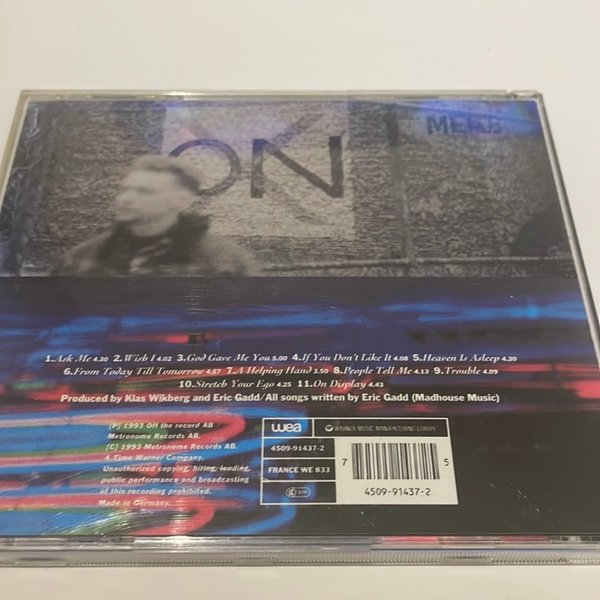 ON
1.Ask Me 4.30 2.Wish I 4.02 3.God Gave Me You 5.00 4.If You Don't Like It 4.08 5.Heaven Is Asleep 4.30
6.From Today Till Tomorrow 4.57 7.A Helping Hand 3.50 8.People Tell Me 4.13 9.Trouble 4.09
10.Stretch Your Ego 4.25 11.On Display 4.43
Produced by Klas Wikberg and Eric Gadd/All songs written by Eric Gadd (Madhouse Music)
[P] 1993 Off the record AB
Metronome Records AB.
[C] 1993 Metronome Records AB.
A Time Warner Company.
Unauthorized copying, hiring, lending,
public performance and broadcasting
of this recording prohibited.
Made in Germany.
wea
4509-91437-2
FRANCE WE 833
WARNER MUSIC MANUFACTURING EUROPE
7 5
4509-91437-2